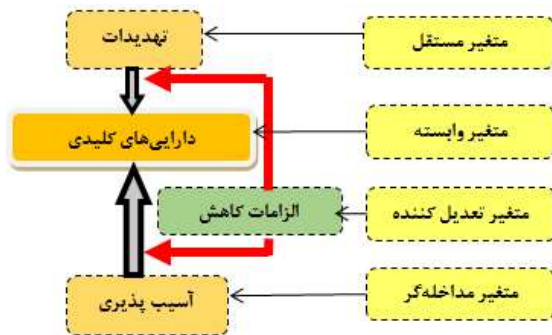 تهدیدات
متغیر مستقل
دارایی‌های کلیدی
متغیر وابسته
الزامات کاهش
متغیر تعدیل کننده
آسیب پذیری
متغیر مداخله‌گر